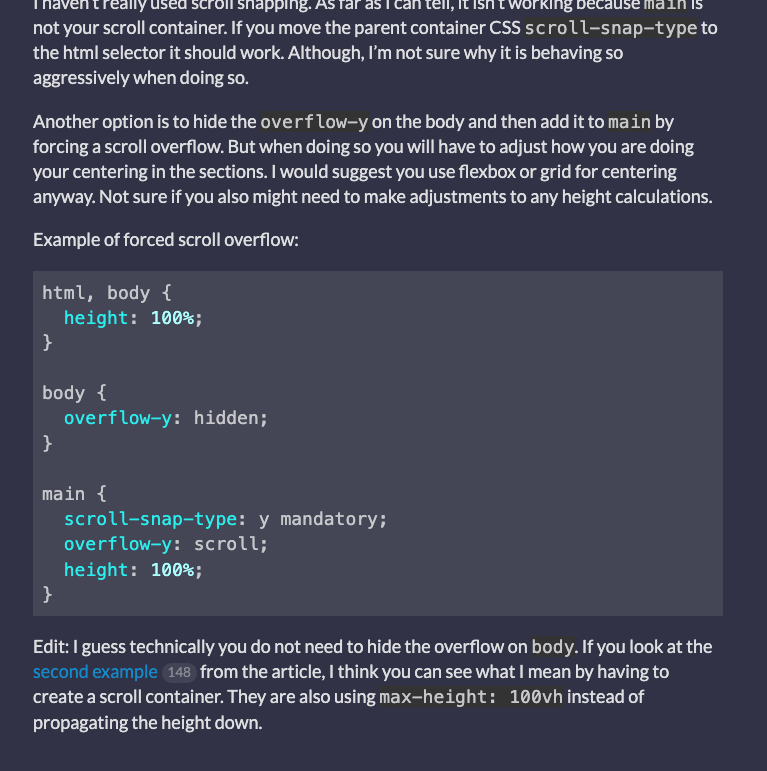 I haven't really used scroll snapping. As far as I can tell, it isn't working because main is
not your scroll container. If you move the parent container CSS scroll-snap-type to
the html selector it should work. Although, I’m not sure why it is behaving so
aggressively when doing so.
Another option is to hide the overflow-y on the body and then add it to main by
forcing a scroll overflow. But when doing so you will have to adjust how you are doing
your centering in the sections. I would suggest you use flexbox or grid for centering
anyway. Not sure if you also might need to make adjustments to any height calculations.
Example of forced scroll overflow:
html, body {
  height: 100%;
}
body {
  overflow-y: hidden;
}
main {
  scroll-snap-type: y mandatory;
  overflow-y: scroll;
  height: 100%;
}
Edit: I guess technically you do not need to hide the overflow on body. If you look at the
second example 148 from the article, I think you can see what I mean by having to
create a scroll container. They are also using max-height: 100vh instead of
propagating the height down.